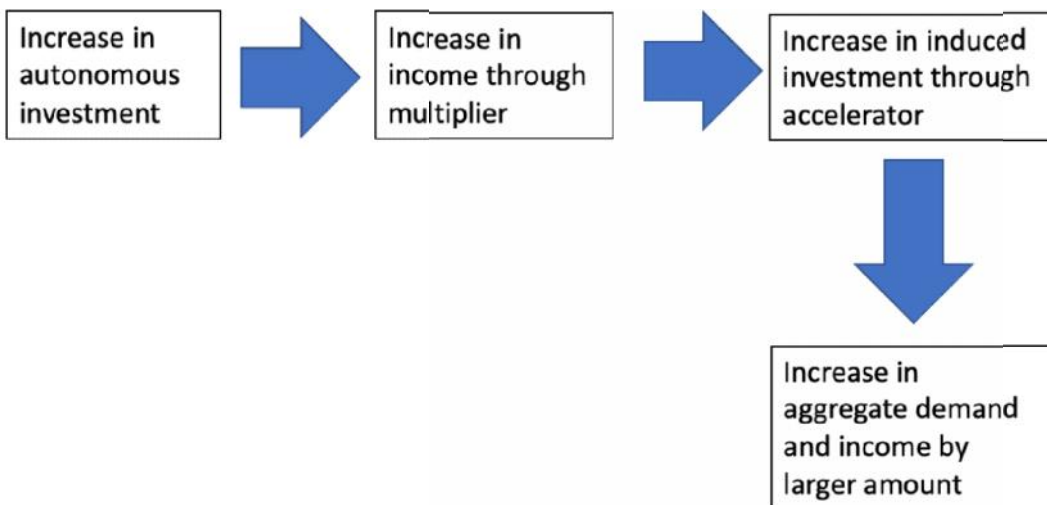 Increase in
autonomous
investment
Increase in
income through
multiplier
Increase in induced
investment through
accelerator
Increase in
aggregate demand
and income by
larger amount